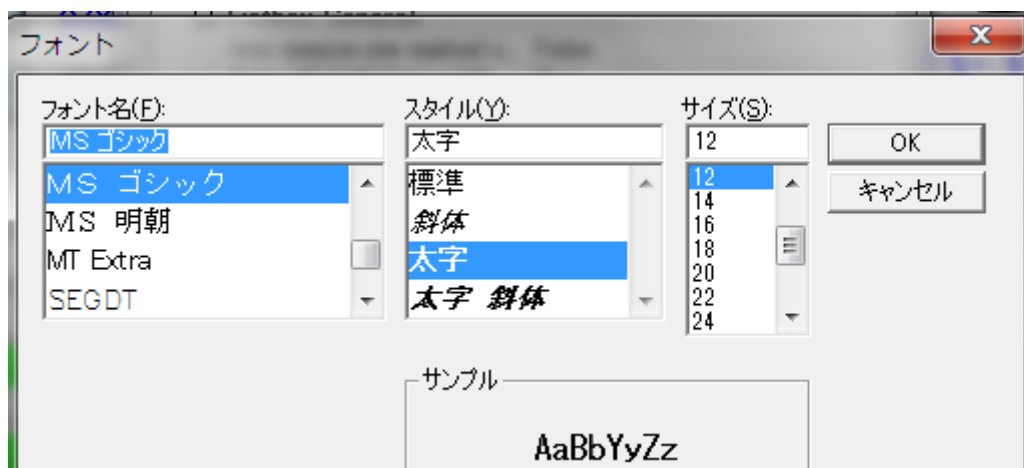 フォント
フォント名(F):
MS ゴシック
MS ゴシック
MS 明朝
MT Extra
SEGDT
スタイル(Y):
太字
標準
斜体
太字
太字 斜体
サイズ(S):
12
12
14
16
18
20
22
24
OK
キャンセル
サンプル
AaBbYyZz